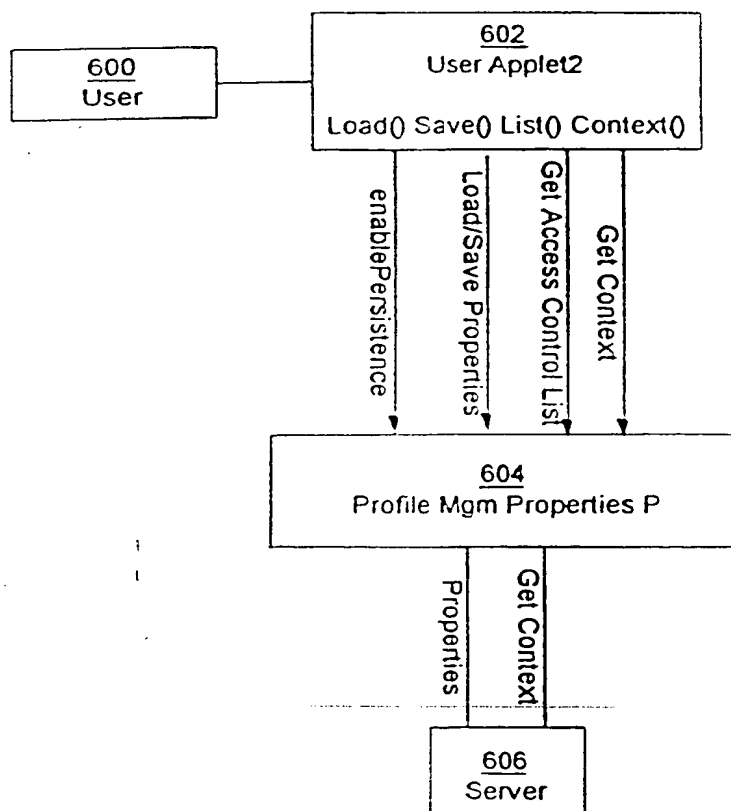 602
User Applet2
Load() Save() List() Context()
600
User
enablePersistence
Load/Save Properties
Get Access Control List
Get Context
604
Profile Mgm Properties P
Properties
Get Context
606
Server